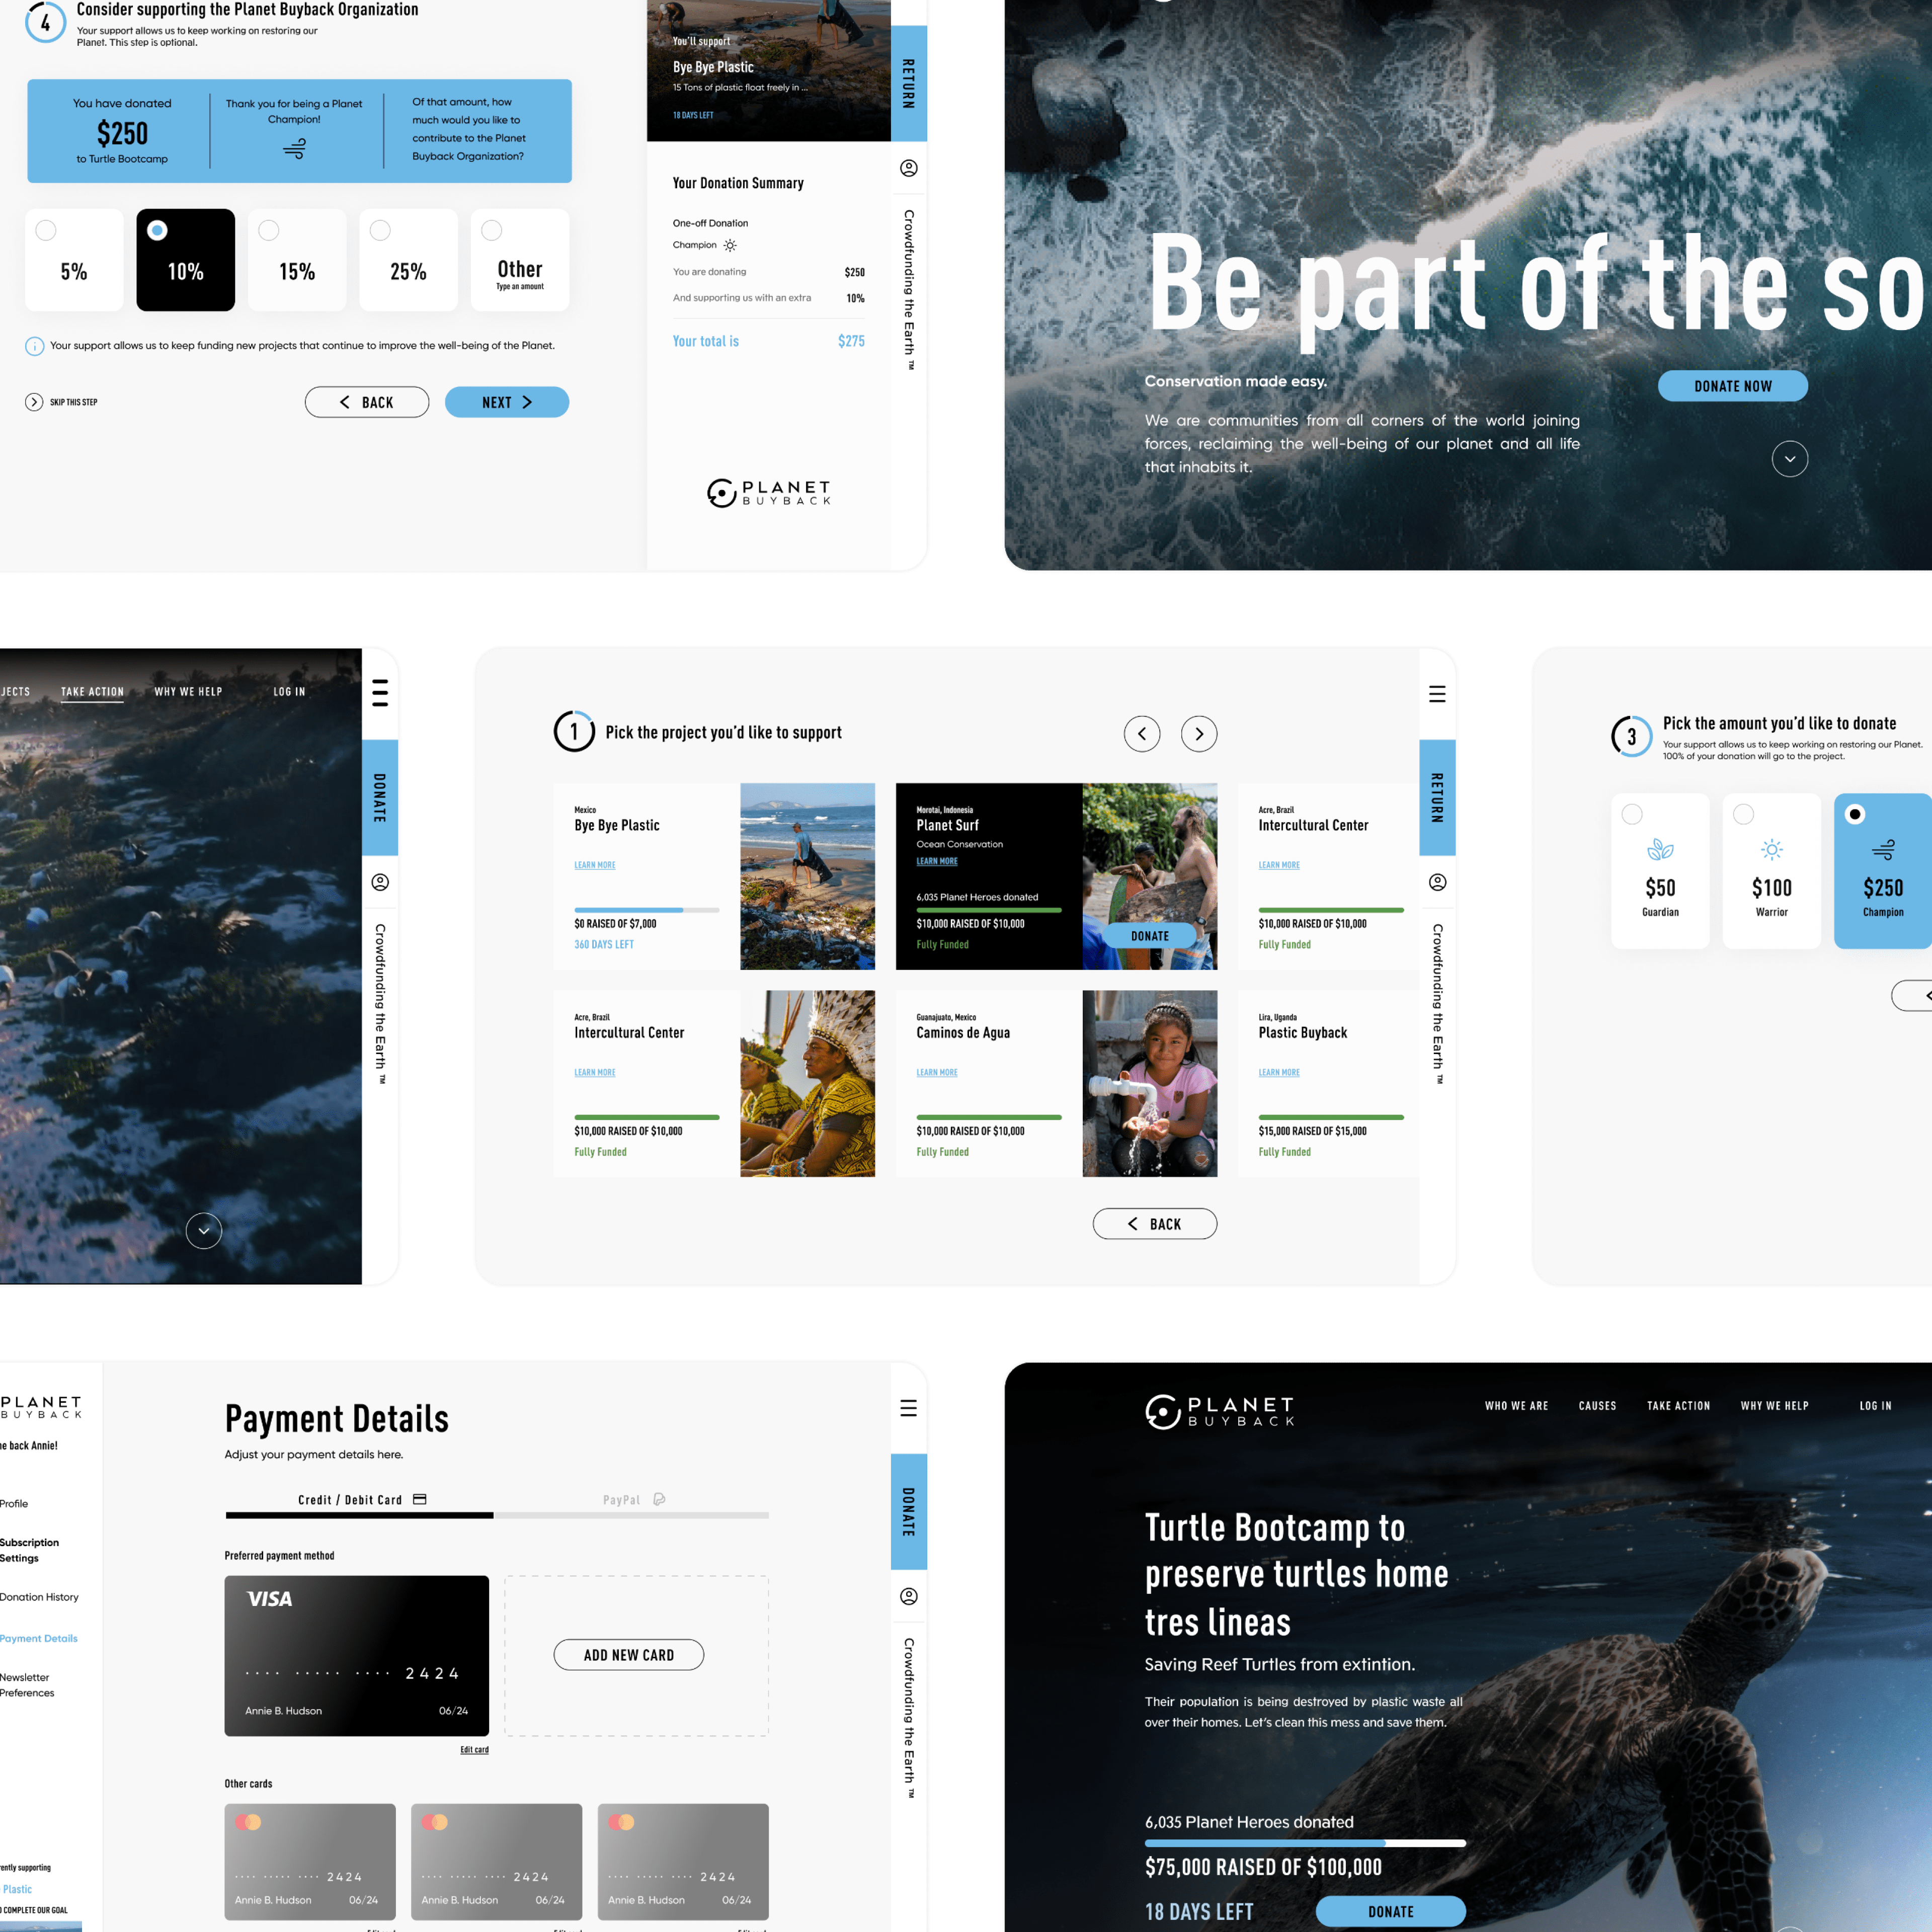 4
Consider supporting the Planet Buyback Organization
Your support allows us to keep working on restoring our
Planet. This step is optional.
You have donated
$250
to Turtle Bootcamp
Thank you for being a Planet
Champion!
Of that amount, how
much would you like to
contribute to the Planet
Buyback Organization?
5%
10%
15%
25%
Other
Type an amount
Your support allows us to keep funding new projects that continue to improve the well-being of the Planet.
SKIP THIS STEP
BACK
NEXT
You'll support
Bye Bye Plastic
15 Tons of plastic float freely in ...
18 DAYS LEFT
Your Donation Summary
One-off Donation
Champion
You are donating $250
And supporting us with an extra 10%
Your total is $275
PLANET
BUYBACK
RETURN
Crowdfunding the Earth ™
Be part of the so
Conservation made easy.
We are communities from all corners of the world joining
forces, reclaiming the well-being of our planet and all life
that inhabits it.
DONATE NOW
JECTS TAKE ACTION WHY WE HELP LOG IN
DONATE
Crowdfunding the Earth ™
1
Pick the project you'd like to support
Mexico
Bye Bye Plastic
LEARN MORE
$0 RAISED OF $7,000
360 DAYS LEFT
Morotai, Indonesia
Planet Surf
Ocean Conservation
LEARN MORE
6,035 Planet Heroes donated
$10,000 RAISED OF $10,000
Fully Funded
DONATE
Acre, Brazil
Intercultural Center
LEARN MORE
$10,000 RAISED OF $10,000
Fully Funded
Acre, Brazil
Intercultural Center
LEARN MORE
$10,000 RAISED OF $10,000
Fully Funded
Guanajuato, Mexico
Caminos de Agua
LEARN MORE
$10,000 RAISED OF $10,000
Fully Funded
Lira, Uganda
Plastic Buyback
LEARN MORE
$15,000 RAISED OF $15,000
Fully Funded
BACK
RETURN
Crowdfunding the Earth ™
3
Pick the amount you'd like to donate
Your support allows us to keep working on restoring our Planet.
100% of your donation will go to the project.
$50
Guardian
$100
Warrior
$250
Champion
PLANET
BUYBACK
ne back Annie!
Profile
Subscription
Settings
Donation History
Payment Details
Newsletter
Preferences
ently supporting
Plastic
O COMPLETE OUR GOAL
Payment Details
Adjust your payment details here.
Credit / Debit Card
PayPal
Preferred payment method
VISA
.... ..... .... 2424
Annie B. Hudson 06/24
ADD NEW CARD
Edit card
Other cards
.... ..... .... 2424
Annie B. Hudson 06/24
.... ..... .... 2424
Annie B. Hudson 06/24
.... ..... .... 2424
Annie B. Hudson 06/24
DONATE
Crowdfunding the Earth ™
PLANET
BUYBACK
WHO WE ARE CAUSES TAKE ACTION WHY WE HELP LOG IN
Turtle Bootcamp to
preserve turtles home
tres lineas
Saving Reef Turtles from extintion.
Their population is being destroyed by plastic waste all
over their homes. Let's clean this mess and save them.
6,035 Planet Heroes donated
$75,000 RAISED OF $100,000
18 DAYS LEFT
DONATE